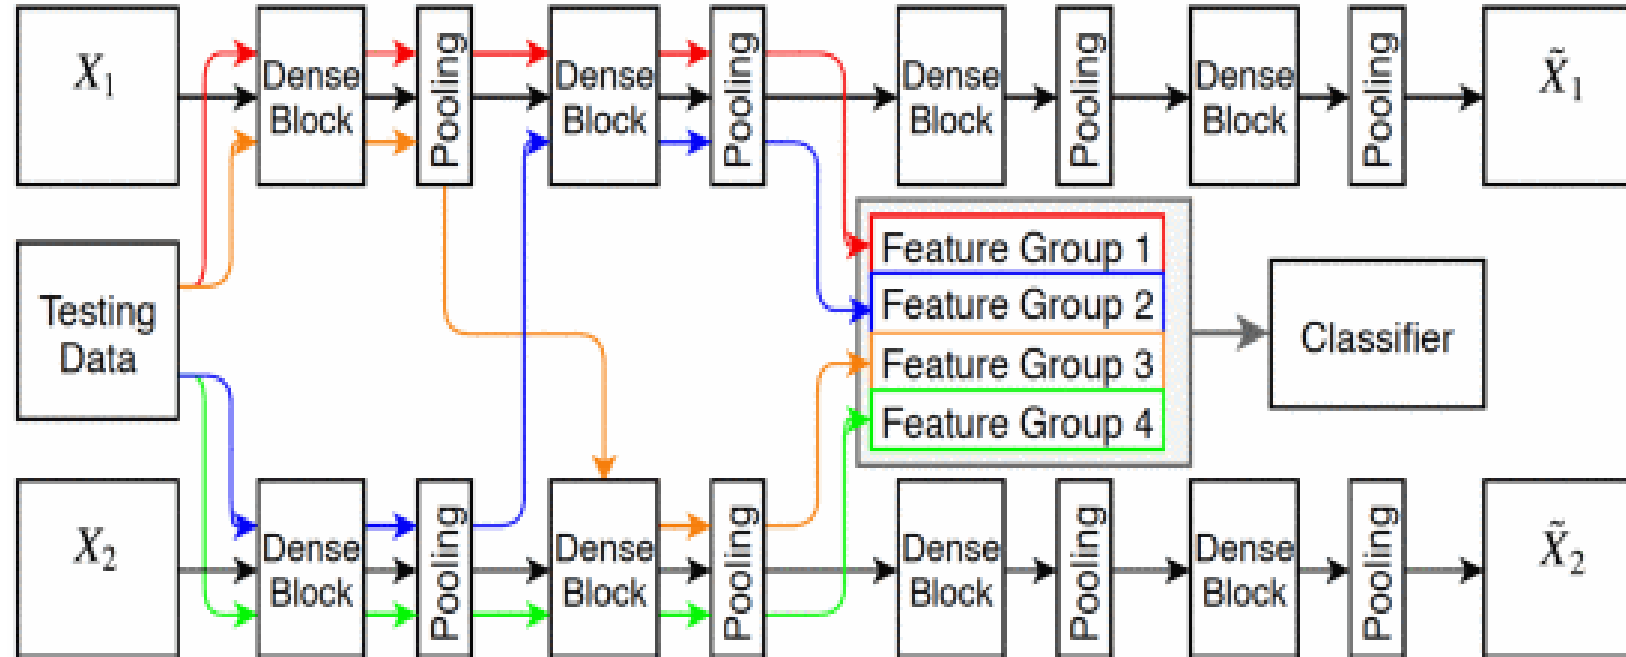 X₁
Dense
Block
Pooling
Dense
Block
Pooling
Dense
Block
Pooling
Dense
Block
Pooling
X̃₁
Testing
Data
Feature Group 1
Feature Group 2
Feature Group 3
Feature Group 4
Classifier
X₂
Dense
Block
Pooling
Dense
Block
Pooling
Dense
Block
Pooling
Dense
Block
Pooling
X̃₂